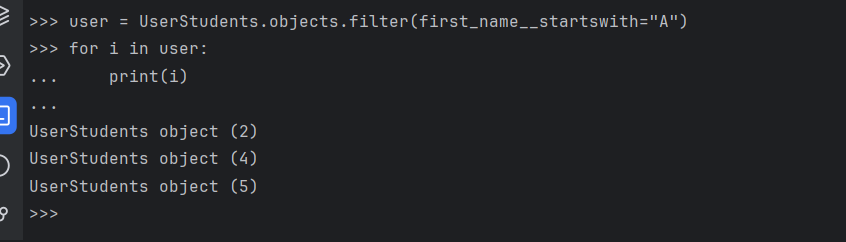 >>> user = UserStudents.objects.filter(first_name__startswith="A")
>>> for i in user:
...     print(i)
...
UserStudents object (2)
UserStudents object (4)
UserStudents object (5)
>>>